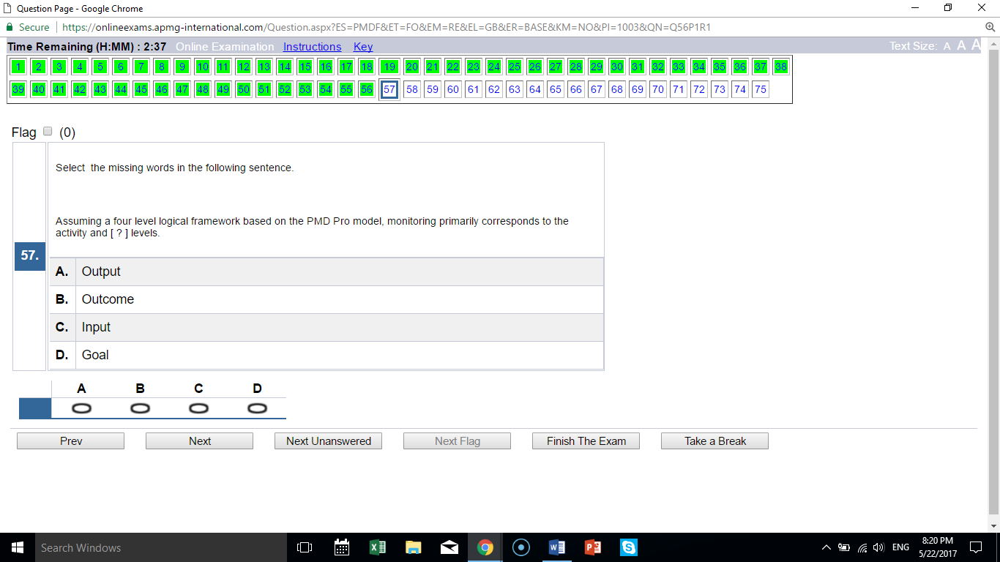 Question Page - Google Chrome
Secure https://onlineexams.apmg-international.com/Question.aspx?ES=PMDF&ET=FO&EM=RE&EL=GB&ER=BASE&KM=NO&PI=1003&QN=Q56P1R1
Time Remaining (H:MM) : 2:37 Online Examination Instructions Key Text Size: A A A
1 2 3 4 5 6 7 8 9 10 11 12 13 14 15 16 17 18 19 20 21 22 23 24 25 26 27 28 29 30 31 32 33 34 35 36 37 38
39 40 41 42 43 44 45 46 47 48 49 50 51 52 53 54 55 56 57 58 59 60 61 62 63 64 65 66 67 68 69 70 71 72 73 74 75
Flag (0)
Select the missing words in the following sentence.
Assuming a four level logical framework based on the PMD Pro model, monitoring primarily corresponds to the
activity and [ ? ] levels.
57.
A. Output
B. Outcome
C. Input
D. Goal
A B C D
Prev Next Next Unanswered Next Flag Finish The Exam Take a Break
Search Windows
ENG
8:20 PM
5/22/2017